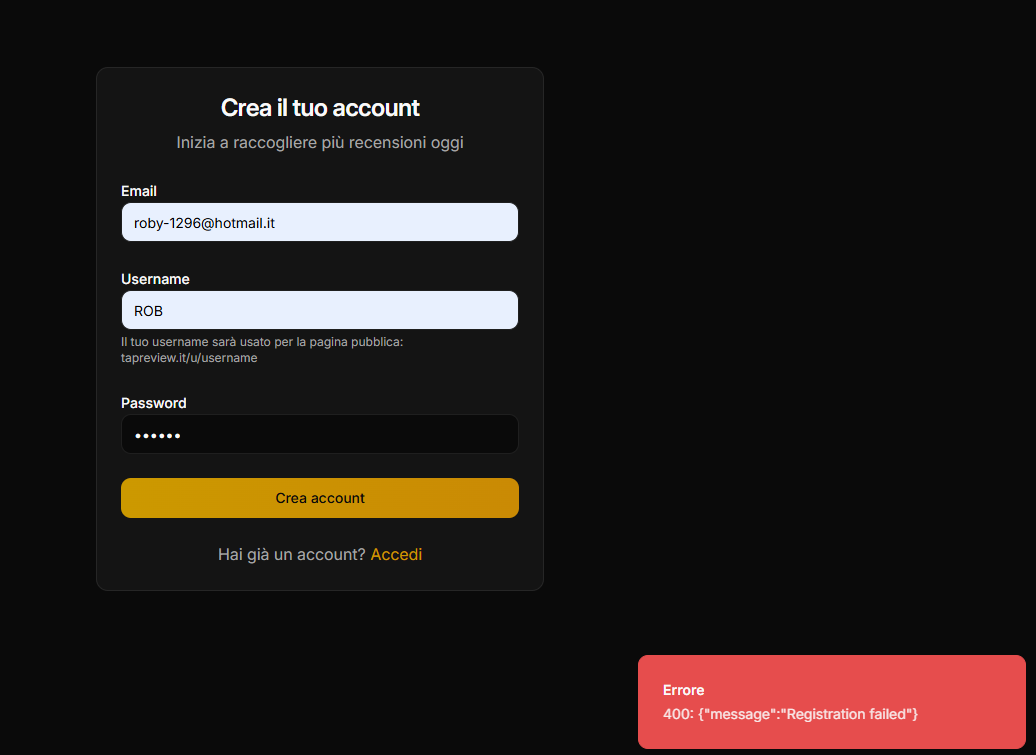 Crea il tuo account
Inizia a raccogliere più recensioni oggi
Email
roby-1296@hotmail.it
Username
ROB
Il tuo username sarà usato per la pagina pubblica:
tapreview.it/u/username
Password
••••••
Crea account
Hai già un account? Accedi
Errore
400: {"message":"Registration failed"}